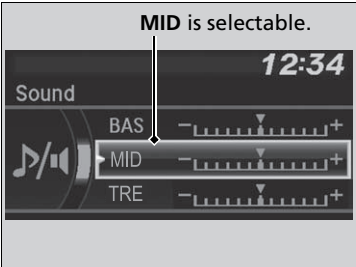 MID is selectable.
12:34
Sound
BAS − +
MID − +
TRE − +